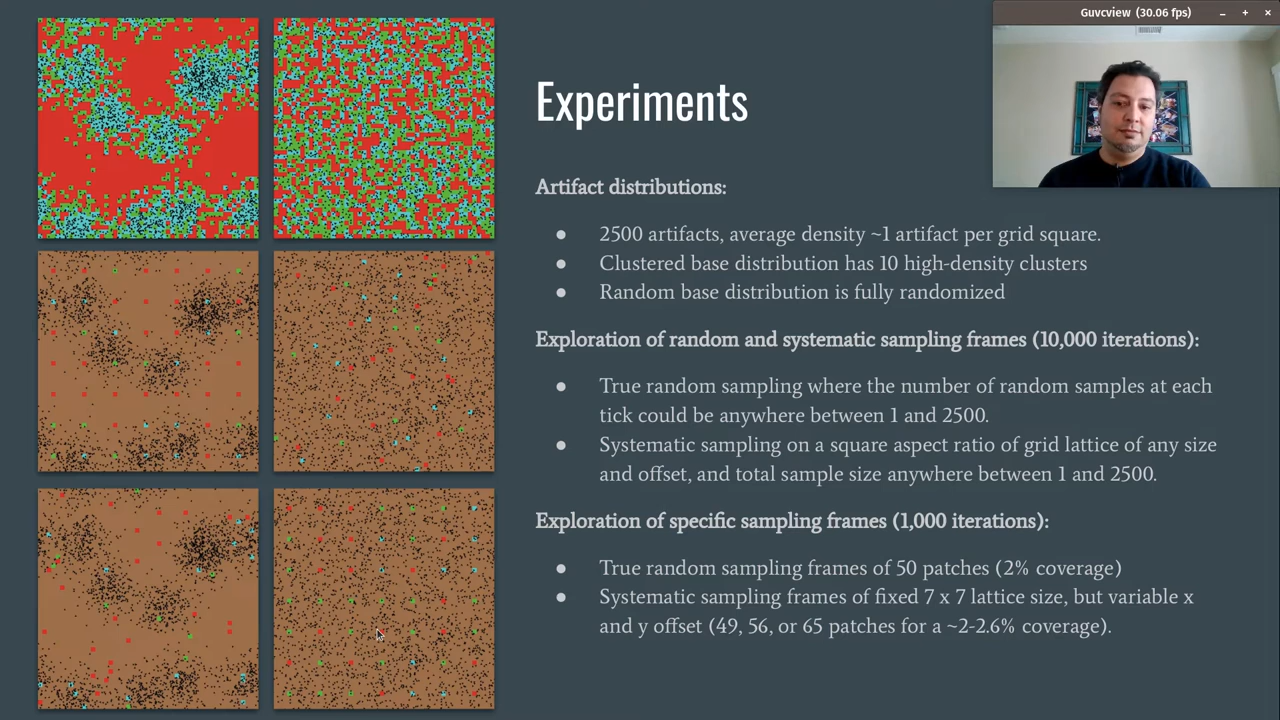 Guvcview (30.06 fps)
Experiments
Artifact distributions:
● 2500 artifacts, average density ~1 artifact per grid square.
● Clustered base distribution has 10 high-density clusters
● Random base distribution is fully randomized
Exploration of random and systematic sampling frames (10,000 iterations):
● True random sampling where the number of random samples at each
tick could be anywhere between 1 and 2500.
● Systematic sampling on a square aspect ratio of grid lattice of any size
and offset, and total sample size anywhere between 1 and 2500.
Exploration of specific sampling frames (1,000 iterations):
● True random sampling frames of 50 patches (2% coverage)
● Systematic sampling frames of fixed 7 x 7 lattice size, but variable x
and y offset (49, 56, or 65 patches for a ~2-2.6% coverage).